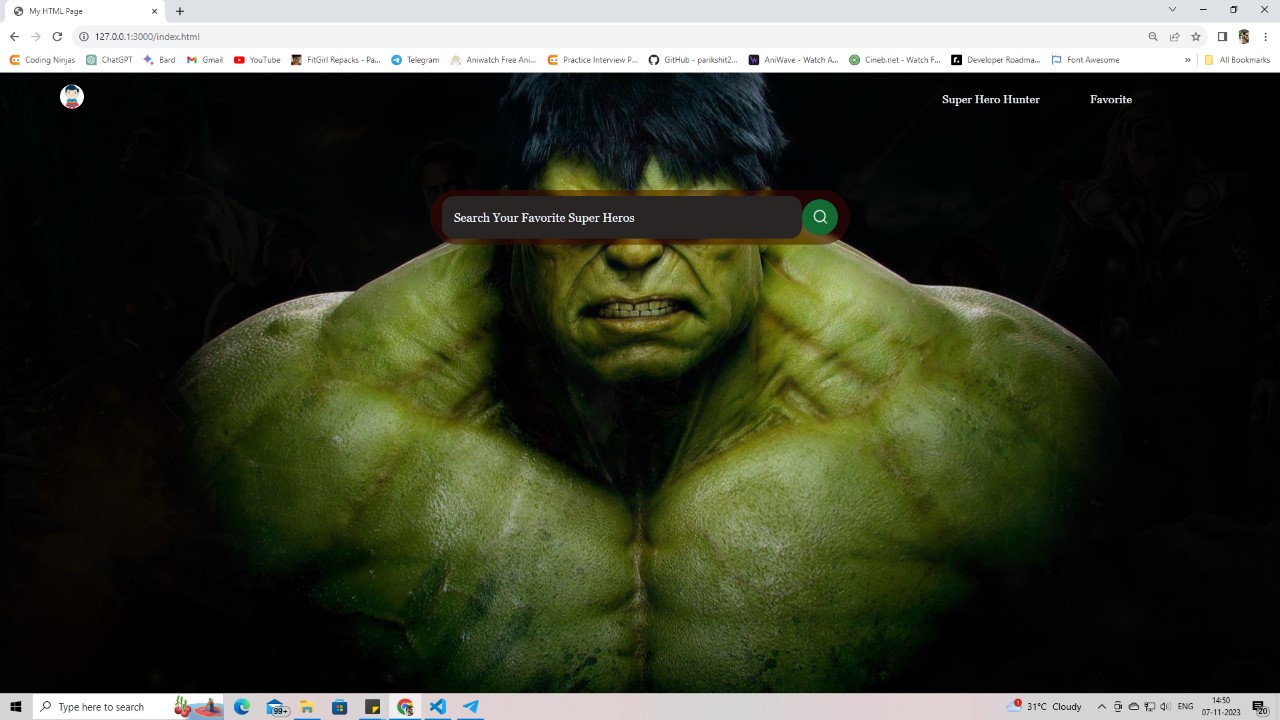 My HTML Page
127.0.0.1:3000/index.html
Coding Ninjas ChatGPT Bard Gmail YouTube FitGirl Repacks - Pa... Telegram Aniwatch Free Ani... Practice Interview P... GitHub - parikshit2... AniWave - Watch A... Cineb.net - Watch F... Developer Roadma... Font Awesome » All Bookmarks
Super Hero Hunter Favorite
Search Your Favorite Super Heros
Type here to search 99+ 1 31°C Cloudy ENG 14:50
07-11-2023 20